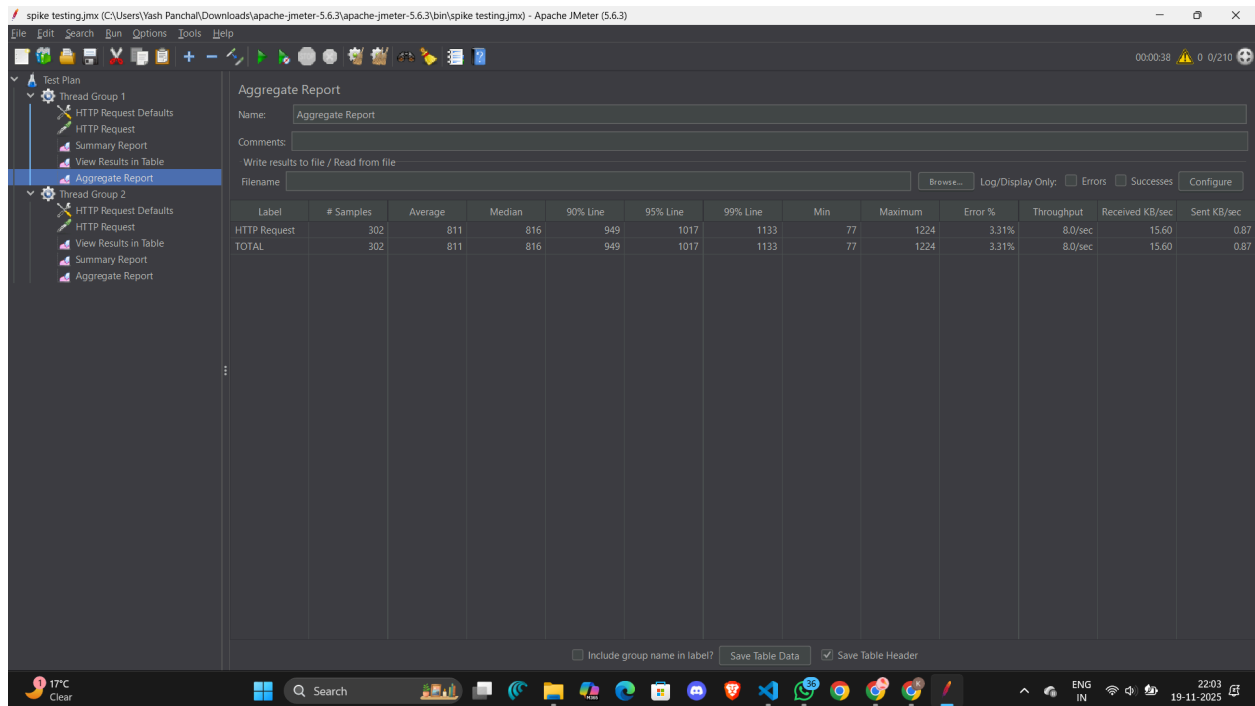 spike testing.jmx (C:\Users\Yash Panchal\Downloads\apache-jmeter-5.6.3\apache-jmeter-5.6.3\bin\spike testing.jmx) - Apache JMeter (5.6.3)
File Edit Search Run Options Tools Help
00:00:38 0 0/210
Test Plan
Thread Group 1
HTTP Request Defaults
HTTP Request
Summary Report
View Results in Table
Aggregate Report
Thread Group 2
HTTP Request Defaults
HTTP Request
View Results in Table
Summary Report
Aggregate Report
Aggregate Report
Name: Aggregate Report
Comments:
Write results to file / Read from file
Filename Browse... Log/Display Only: Errors Successes Configure
Label # Samples Average Median 90% Line 95% Line 99% Line Min Maximum Error % Throughput Received KB/sec Sent KB/sec
HTTP Request 302 811 816 949 1017 1133 77 1224 3.31% 8.0/sec 15.60 0.87
TOTAL 302 811 816 949 1017 1133 77 1224 3.31% 8.0/sec 15.60 0.87
Include group name in label? Save Table Data Save Table Header
1 17°C
Clear
Search
M365
36
ENG
IN
22:03
19-11-2025